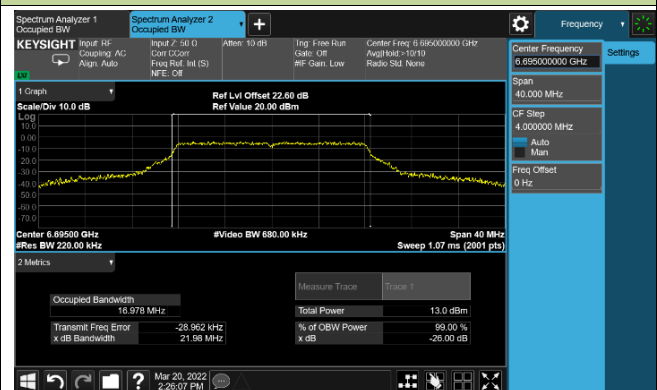 Spectrum Analyzer 1
Occupied BW
Spectrum Analyzer 2
Occupied BW
Frequency
KEYSIGHT
Input: RF
Coupling: AC
Align: Auto
Input Z: 50 Ω
Corr CCorr
Freq Ref: Int (S)
NFE: Off
Atten: 10 dB
Trig: Free Run
Gate: Off
#IF Gain: Low
Center Freq: 6.695000000 GHz
Avg|Hold:>10/10
Radio Std: None
LXI
Center Frequency
6.695000000 GHz
Settings
Span
40.000 MHz
CF Step
4.000000 MHz
Auto
Man
Freq Offset
0 Hz
1 Graph
Scale/Div 10.0 dB
Ref Lvl Offset 22.60 dB
Ref Value 20.00 dBm
Log
10.0
0.00
-10.0
-20.0
-30.0
-40.0
-50.0
-60.0
-70.0
Center 6.69500 GHz
#Video BW 680.00 kHz
Span 40 MHz
#Res BW 220.00 kHz
Sweep 1.07 ms (2001 pts)
2 Metrics
Measure Trace
Trace 1
Occupied Bandwidth
16.978 MHz
Total Power
13.0 dBm
Transmit Freq Error
-28.962 kHz
% of OBW Power
99.00 %
x dB Bandwidth
21.98 MHz
x dB
-26.00 dB
?
Mar 20, 2022
2:26:07 PM